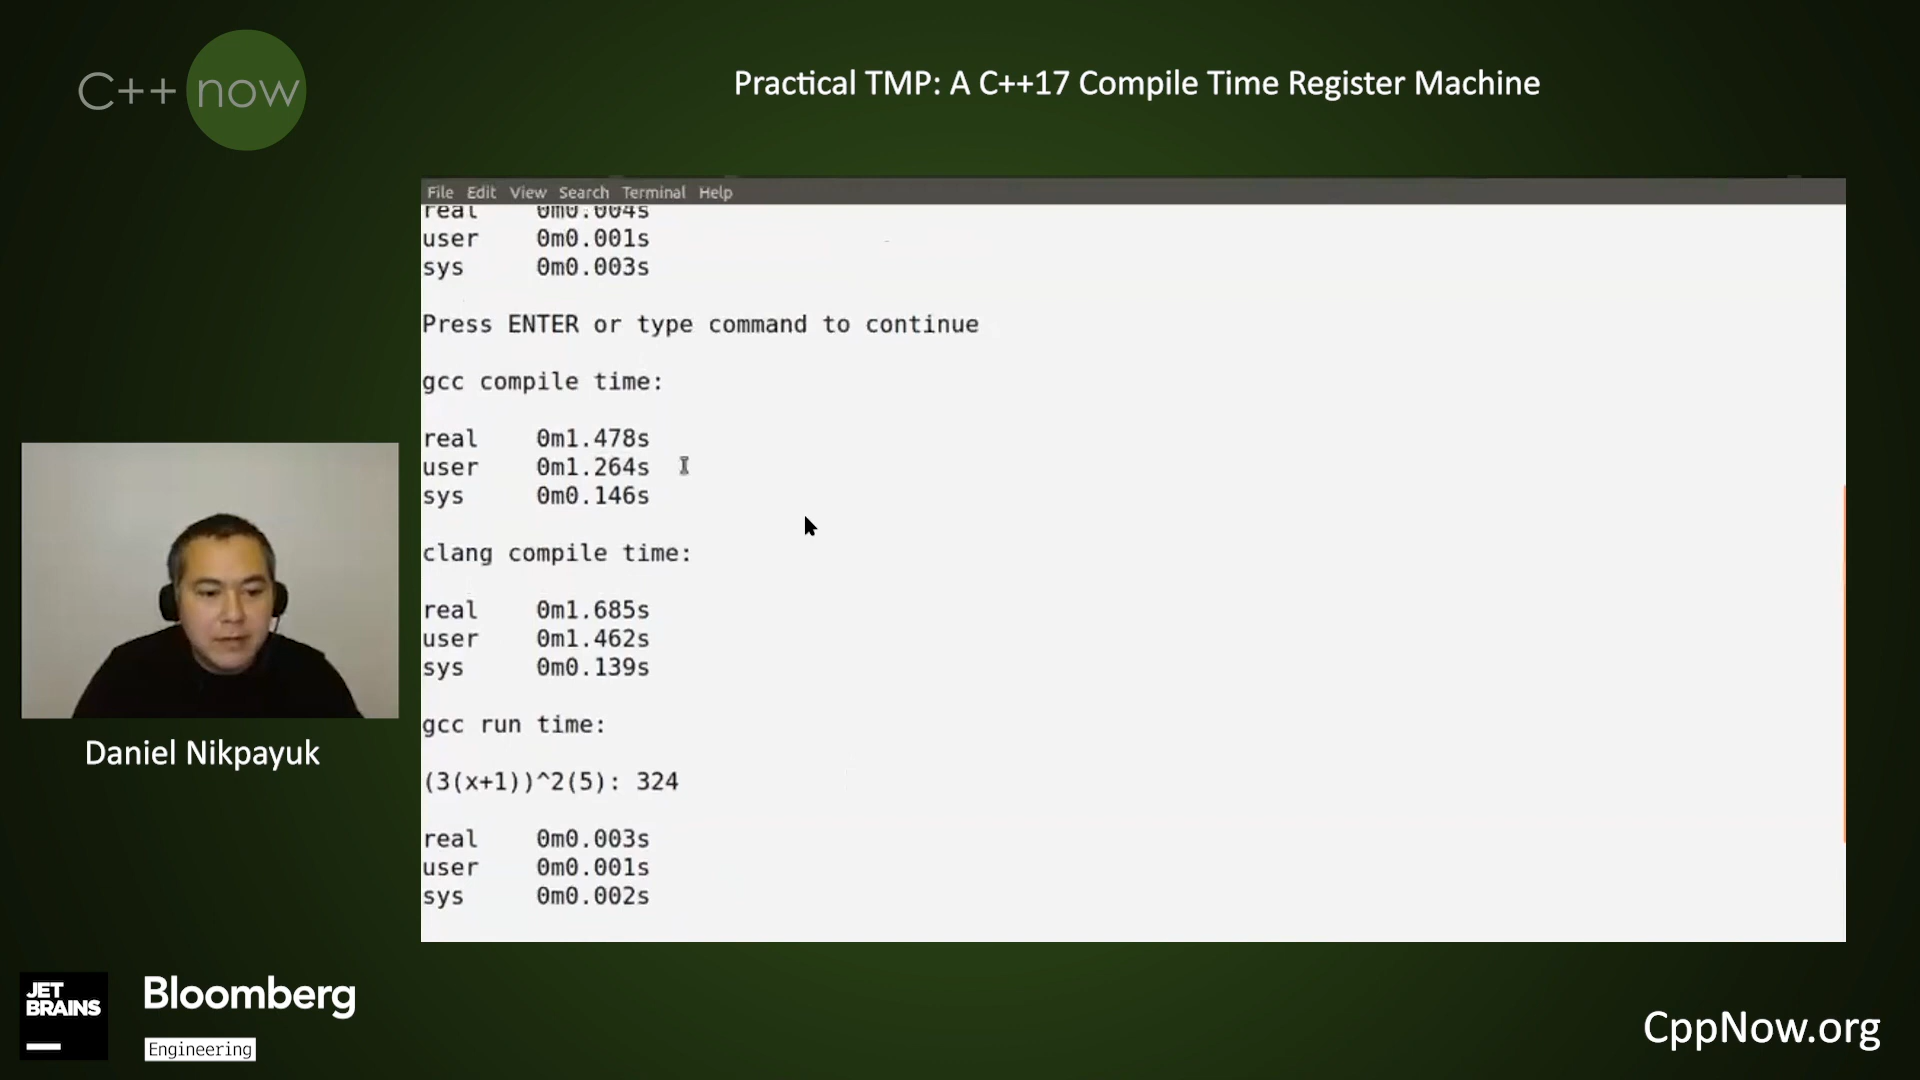 C++ now
Practical TMP: A C++17 Compile Time Register Machine
File Edit View Search Terminal Help
real 0m0.004s
user 0m0.001s
sys 0m0.003s
Press ENTER or type command to continue
gcc compile time:
real 0m1.478s
user 0m1.264s
sys 0m0.146s
clang compile time:
real 0m1.685s
user 0m1.462s
sys 0m0.139s
gcc run time:
(3(x+1))^2(5): 324
real 0m0.003s
user 0m0.001s
sys 0m0.002s
Daniel Nikpayuk
JET
BRAINS
Bloomberg
Engineering
CppNow.org